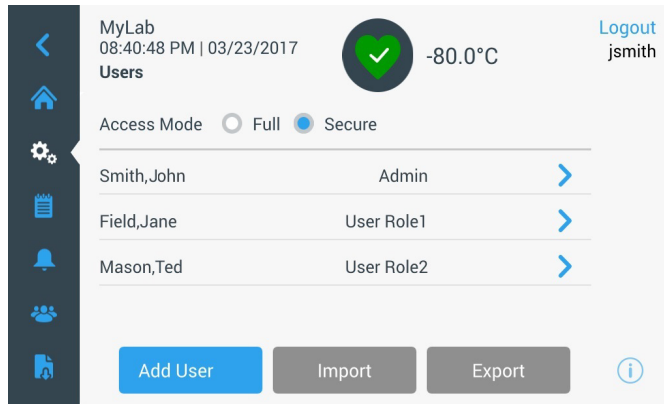 MyLab
Logout
08:40:48 PM | 03/23/2017
-80.0°C
jsmith
Users
Access Mode Full Secure
Smith,John Admin
Field,Jane User Role1
Mason,Ted User Role2
Add User Import Export
i